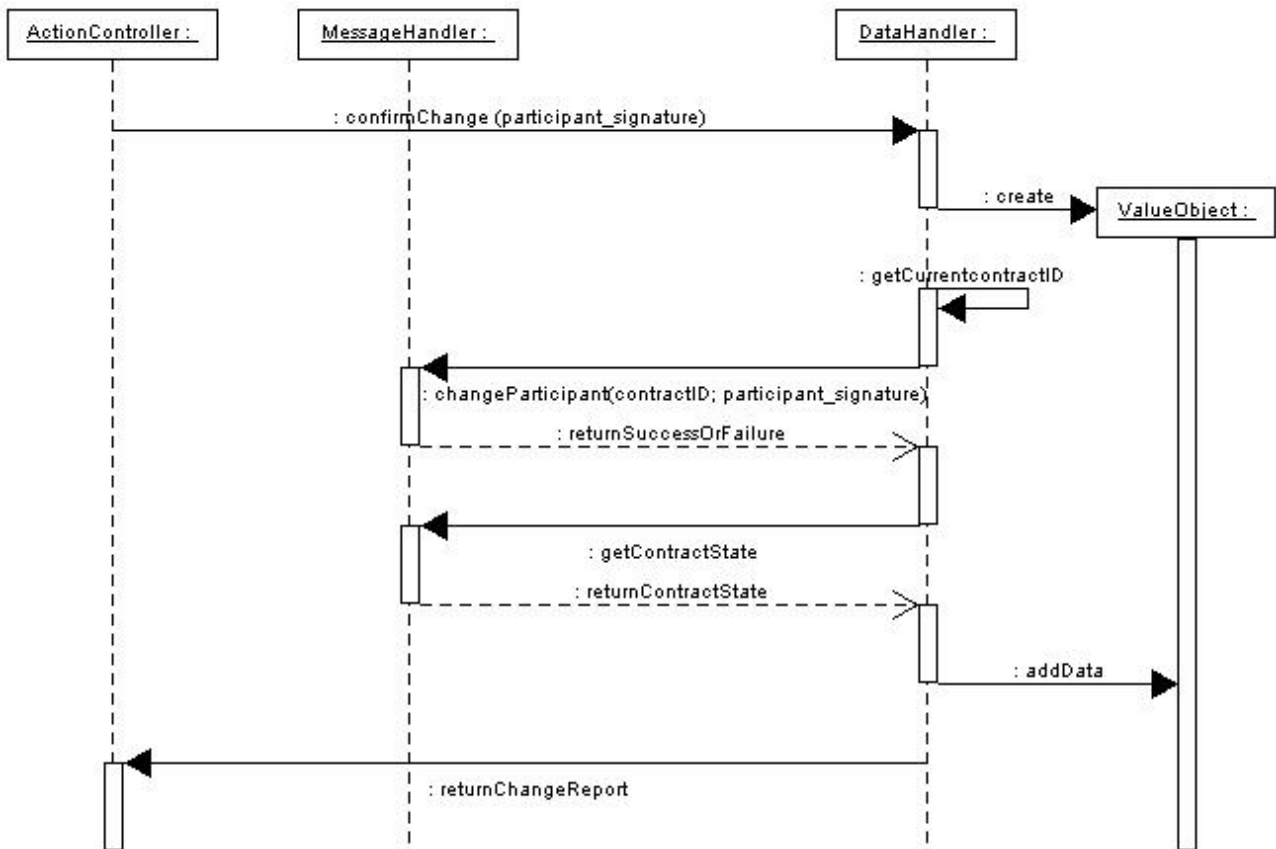 ActionController :
MessageHandler :
DataHandler :
: confirmChange (participant_signature)
: create
ValueObject :
: getCurrentcontractID
: changeParticipant(contractID; participant_signature)
: returnSuccessOrFailure
: getContractState
: returnContractState
: addData
: returnChangeReport